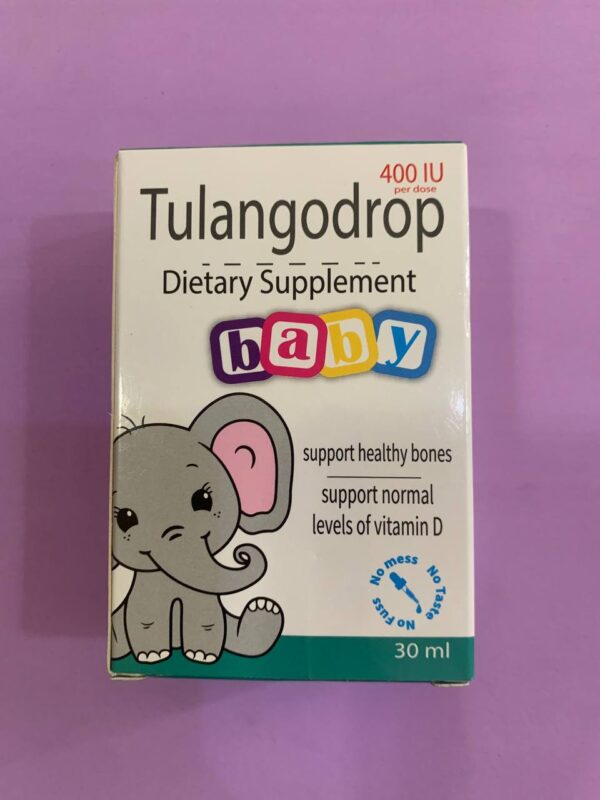 400 IU
per dose
Tulangodrop
Dietary Supplement
baby
support healthy bones
support normal
levels of vitamin D
No mess
No Taste
No Fuss
30 ml